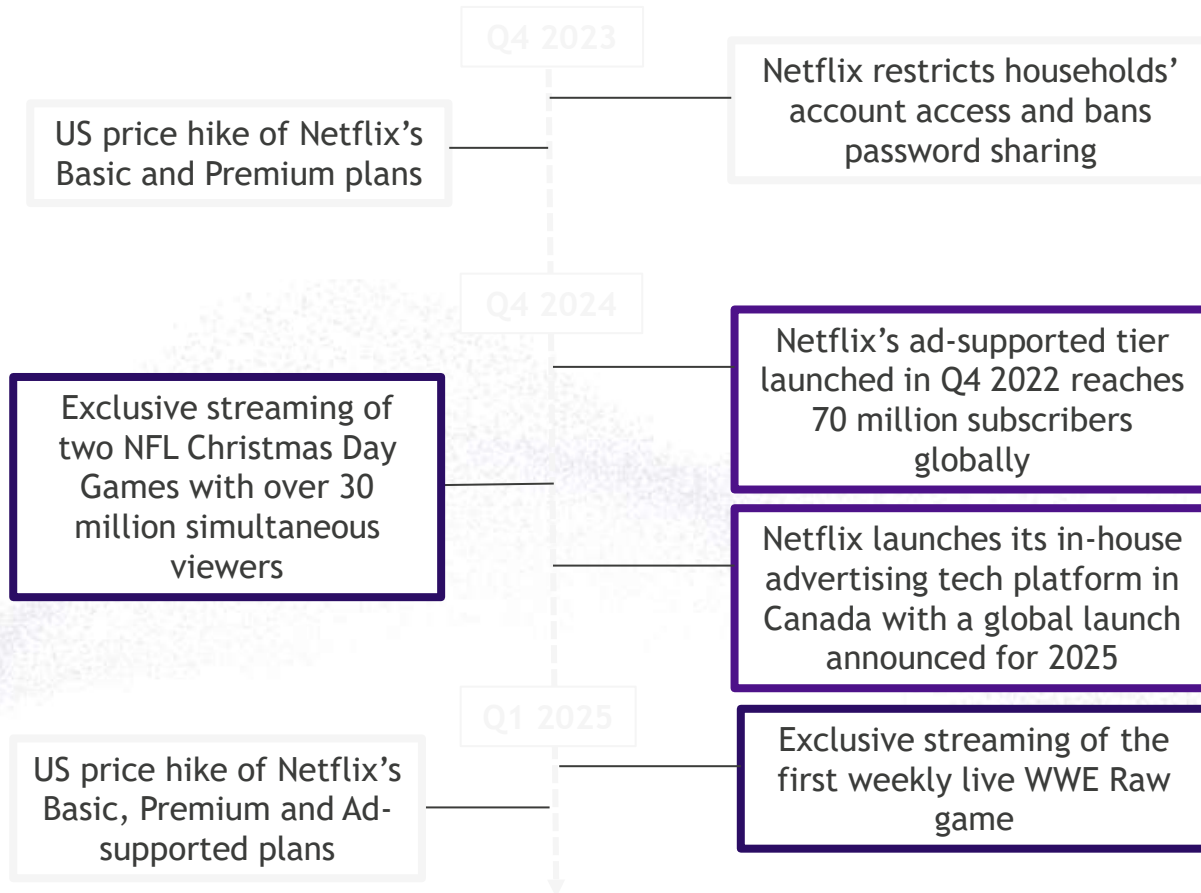 Q4 2023
Netflix restricts households’
account access and bans
password sharing
US price hike of Netflix’s
Basic and Premium plans
Q4 2024
Netflix’s ad-supported tier
launched in Q4 2022 reaches
70 million subscribers
globally
Exclusive streaming of
two NFL Christmas Day
Games with over 30
million simultaneous
viewers
Netflix launches its in-house
advertising tech platform in
Canada with a global launch
announced for 2025
Q1 2025
Exclusive streaming of the
first weekly live WWE Raw
game
US price hike of Netflix’s
Basic, Premium and Ad-
supported plans